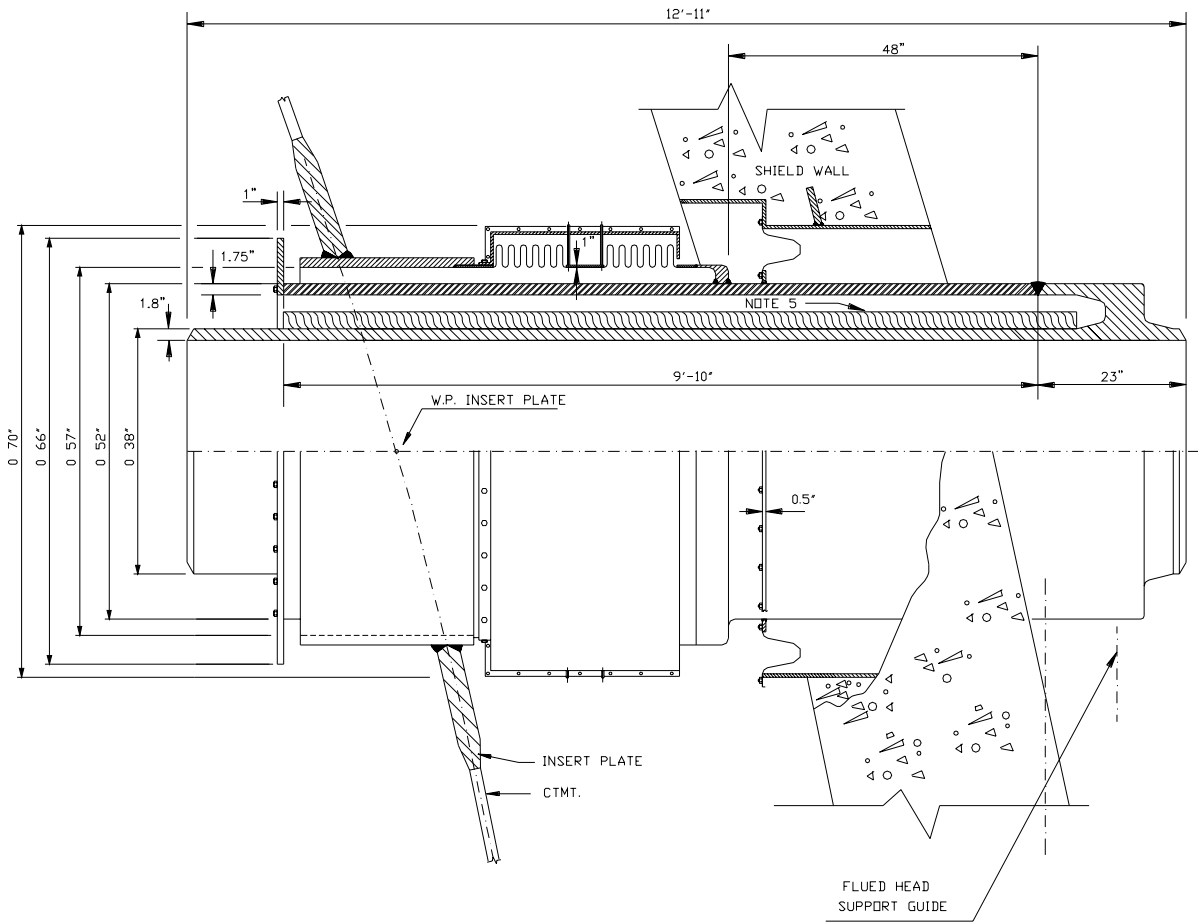 12'-11"
48"
SHIELD WALL
1"
1"
1.75"
NOTE 5
1.8"
9'-10"
23"
W.P. INSERT PLATE
0 70"
0 66"
0 57"
0 52"
0 38"
0.5"
INSERT PLATE
CTMT.
FLUED HEAD
SUPPORT GUIDE